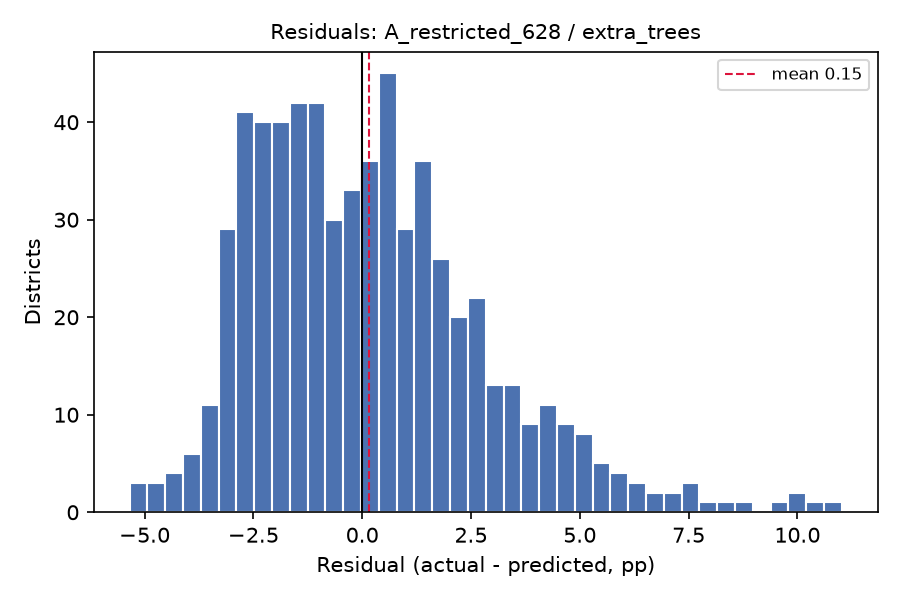 Residuals: A_restricted_628 / extra_trees
mean 0.15
Districts
40
30
20
10
0
−5.0 −2.5 0.0 2.5 5.0 7.5 10.0
Residual (actual - predicted, pp)